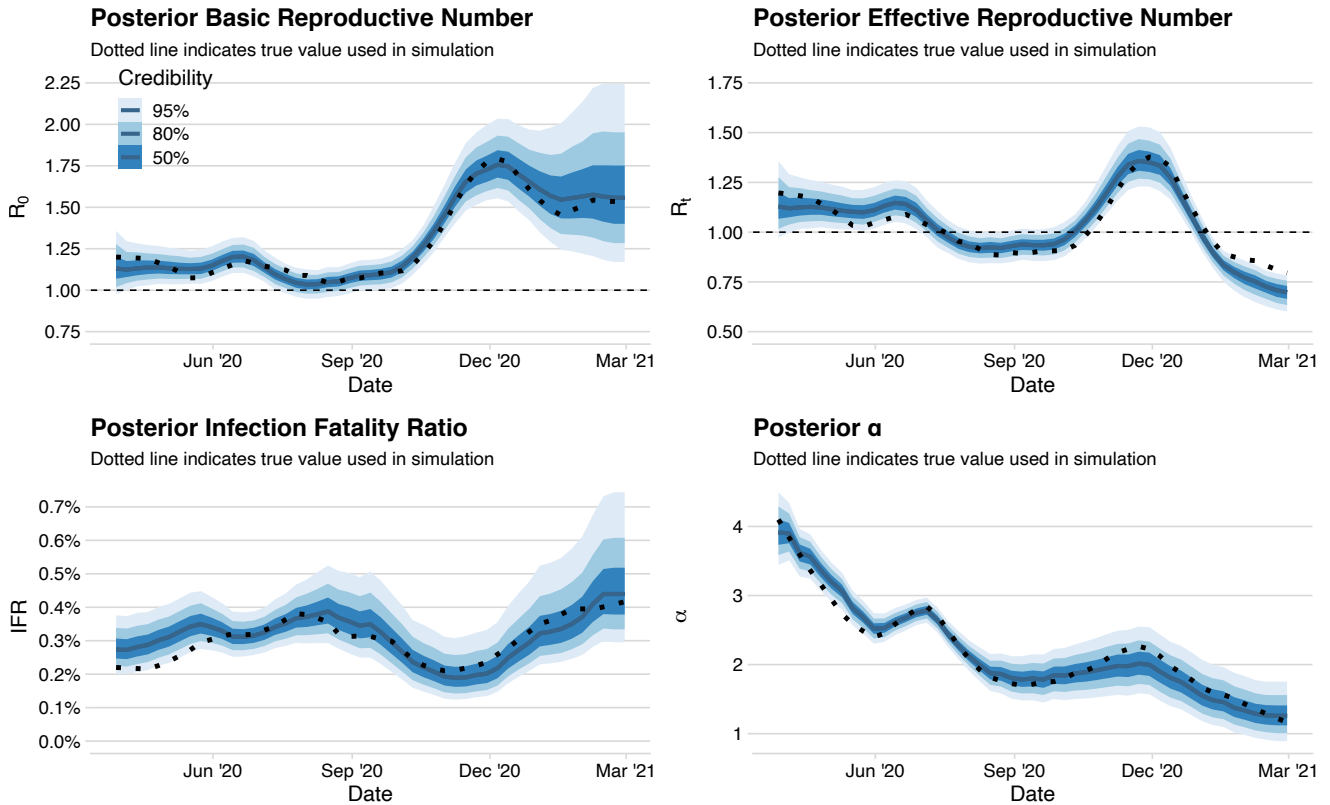 Posterior Basic Reproductive Number
Dotted line indicates true value used in simulation
Credibility
95%
80%
50%
2.25
2.00
1.75
1.50
1.25
1.00
0.75
R0
Jun '20
Sep '20
Dec '20
Mar '21
Date
Posterior Effective Reproductive Number
Dotted line indicates true value used in simulation
1.75
1.50
1.25
1.00
0.75
0.50
Rt
Jun '20
Sep '20
Dec '20
Mar '21
Date
Posterior Infection Fatality Ratio
Dotted line indicates true value used in simulation
0.7%
0.6%
0.5%
0.4%
0.3%
0.2%
0.1%
0.0%
IFR
Jun '20
Sep '20
Dec '20
Mar '21
Date
Posterior α
Dotted line indicates true value used in simulation
4
3
2
1
α
Jun '20
Sep '20
Dec '20
Mar '21
Date